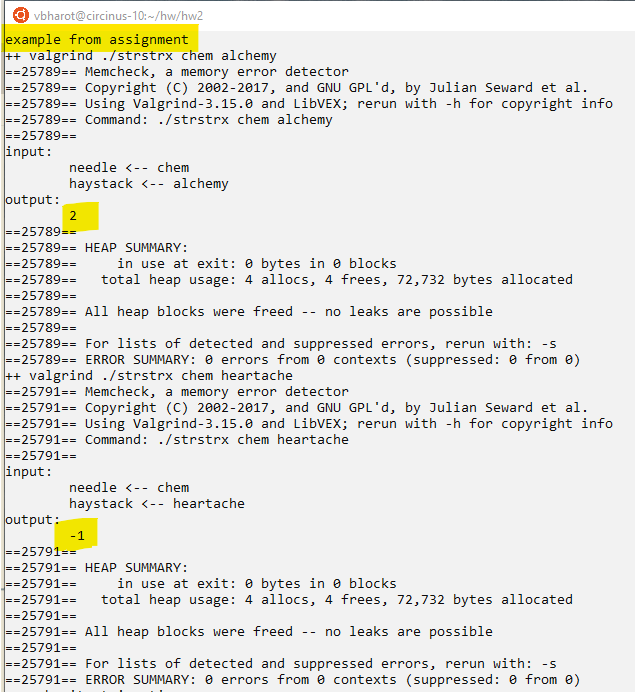 vbharot@circinus-10:~/hw/hw2
example from assignment
++ valgrind ./strstrx chem alchemy
==25789== Memcheck, a memory error detector
==25789== Copyright (C) 2002-2017, and GNU GPL'd, by Julian Seward et al.
==25789== Using Valgrind-3.15.0 and LibVEX; rerun with -h for copyright info
==25789== Command: ./strstrx chem alchemy
==25789==
input:
needle <-- chem
haystack <-- alchemy
output:
2
==25789==
==25789== HEAP SUMMARY:
==25789==     in use at exit: 0 bytes in 0 blocks
==25789==   total heap usage: 4 allocs, 4 frees, 72,732 bytes allocated
==25789==
==25789== All heap blocks were freed -- no leaks are possible
==25789==
==25789== For lists of detected and suppressed errors, rerun with: -s
==25789== ERROR SUMMARY: 0 errors from 0 contexts (suppressed: 0 from 0)
++ valgrind ./strstrx chem heartache
==25791== Memcheck, a memory error detector
==25791== Copyright (C) 2002-2017, and GNU GPL'd, by Julian Seward et al.
==25791== Using Valgrind-3.15.0 and LibVEX; rerun with -h for copyright info
==25791== Command: ./strstrx chem heartache
==25791==
input:
needle <-- chem
haystack <-- heartache
output:
-1
==25791==
==25791== HEAP SUMMARY:
==25791==     in use at exit: 0 bytes in 0 blocks
==25791==   total heap usage: 4 allocs, 4 frees, 72,732 bytes allocated
==25791==
==25791== All heap blocks were freed -- no leaks are possible
==25791==
==25791== For lists of detected and suppressed errors, rerun with: -s
==25791== ERROR SUMMARY: 0 errors from 0 contexts (suppressed: 0 from 0)